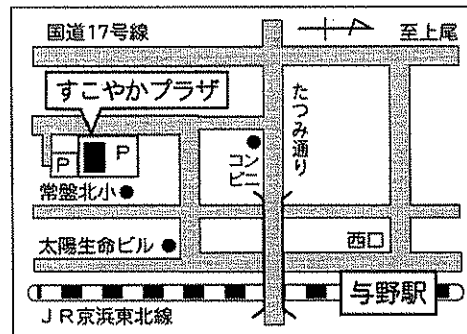 国道17号線
至上尾
すこやかプラザ
たつみ通り
P
P
コンビニ
常盤北小
太陽生命ビル
西口
与野駅
JR京浜東北線